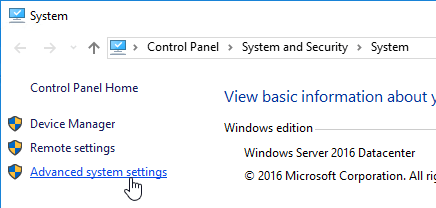 System
Control Panel > System and Security > System
Control Panel Home
Device Manager
Remote settings
Advanced system settings
View basic information about
Windows edition
Windows Server 2016 Datacenter
© 2016 Microsoft Corporation. All rights